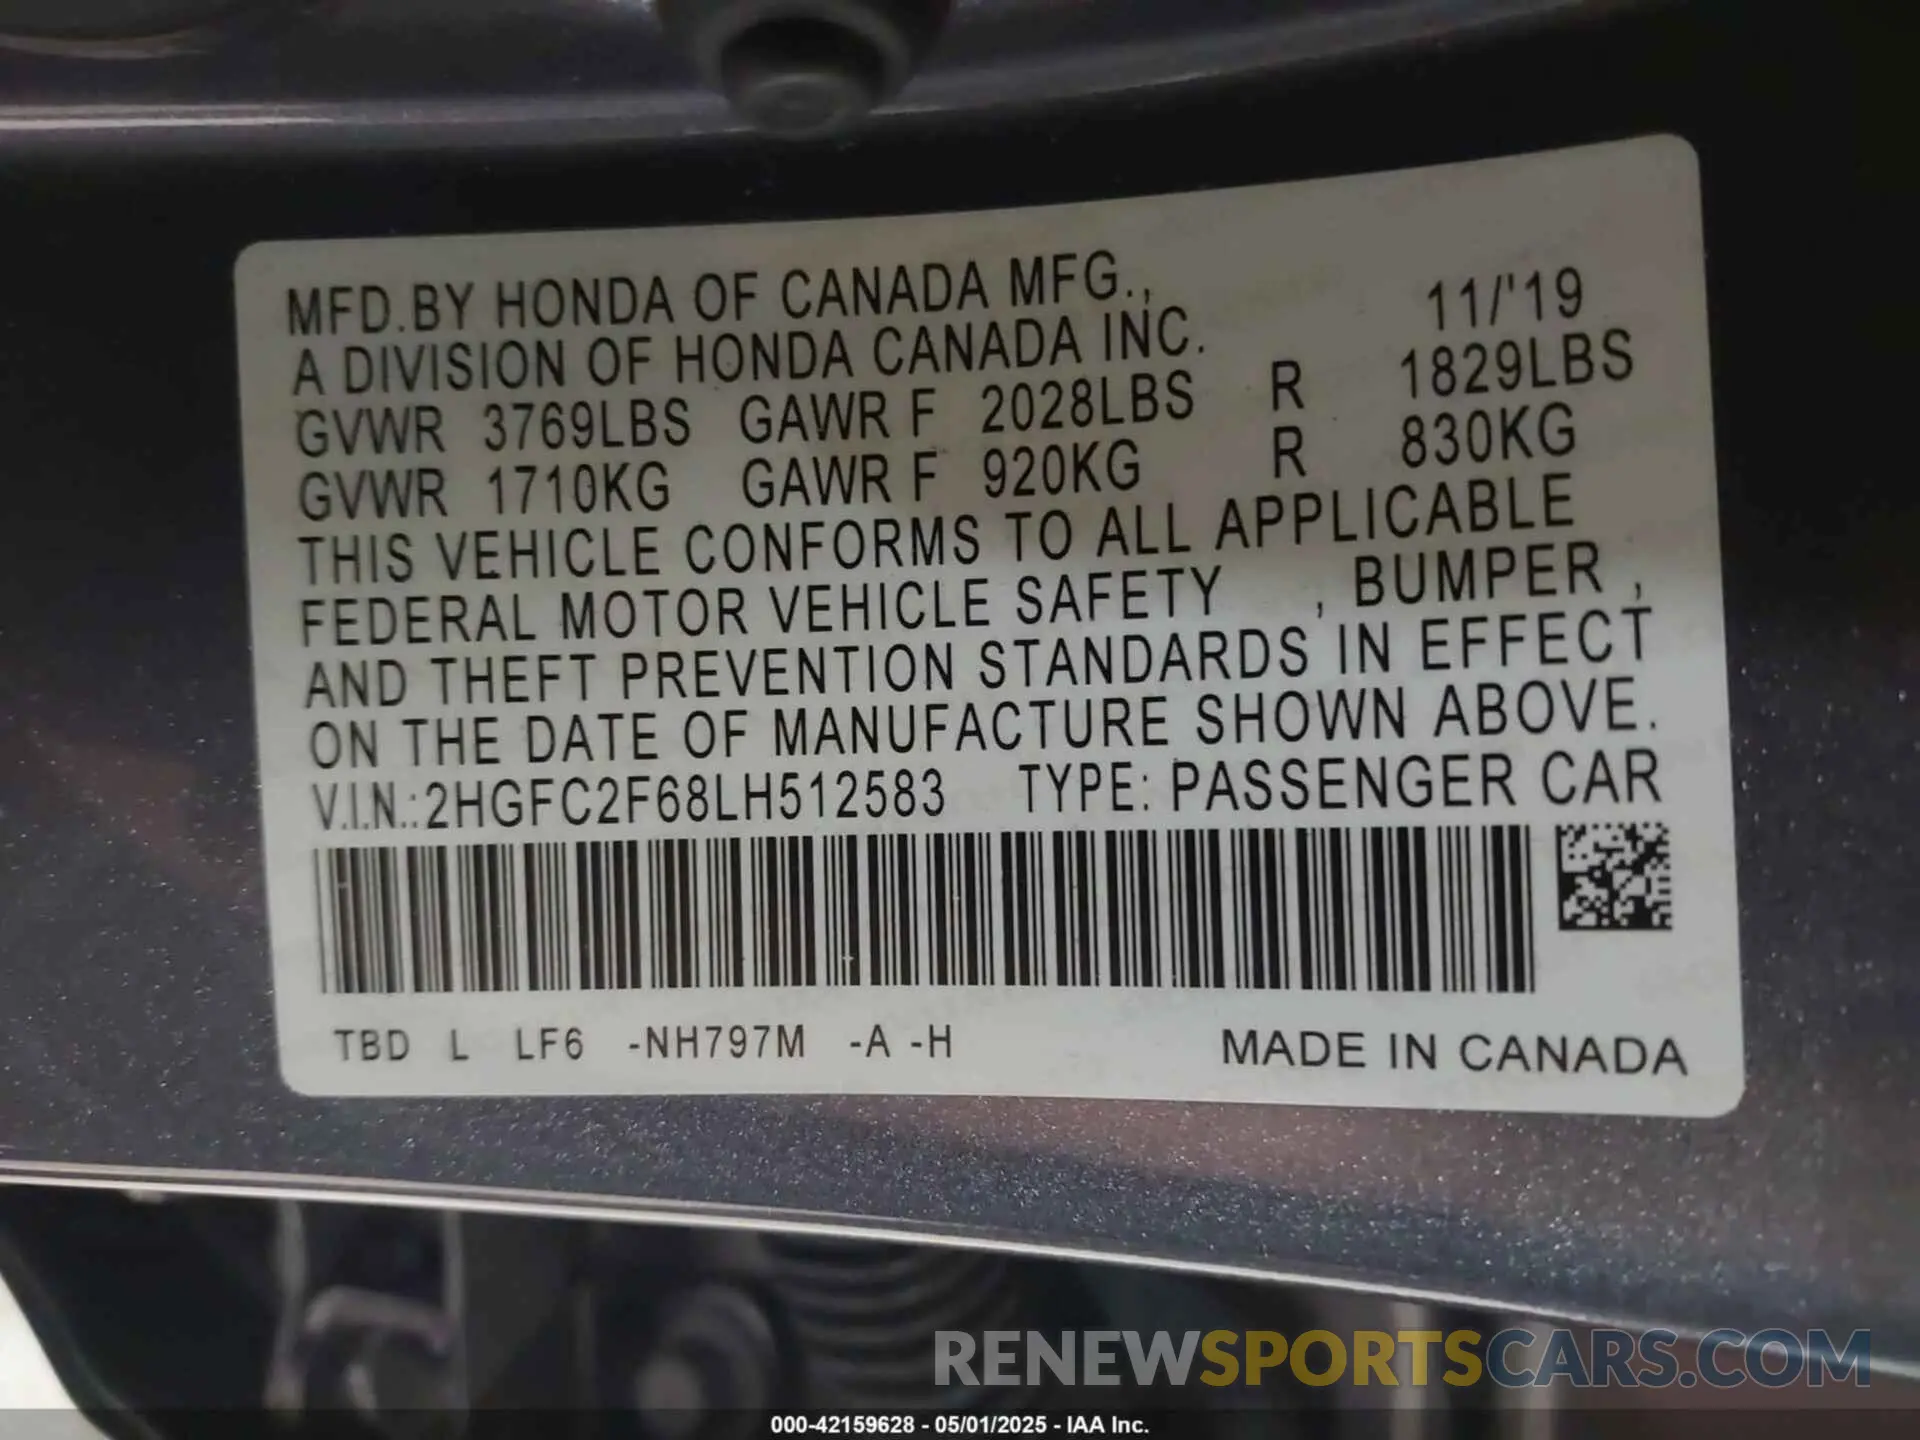 MFD.BY HONDA OF CANADA MFG., 11/'19
A DIVISION OF HONDA CANADA INC.
GVWR 3769LBS GAWR F 2028LBS R 1829LBS
GVWR 1710KG GAWR F 920KG R 830KG
THIS VEHICLE CONFORMS TO ALL APPLICABLE
FEDERAL MOTOR VEHICLE SAFETY , BUMPER ,
AND THEFT PREVENTION STANDARDS IN EFFECT
ON THE DATE OF MANUFACTURE SHOWN ABOVE.
V.I.N.:2HGFC2F68LH512583 TYPE: PASSENGER CAR
TBD L LF6 -NH797M -A -H MADE IN CANADA
RENEWSPORTSCARS.COM
000-42159628 - 05/01/2025 - IAA Inc.